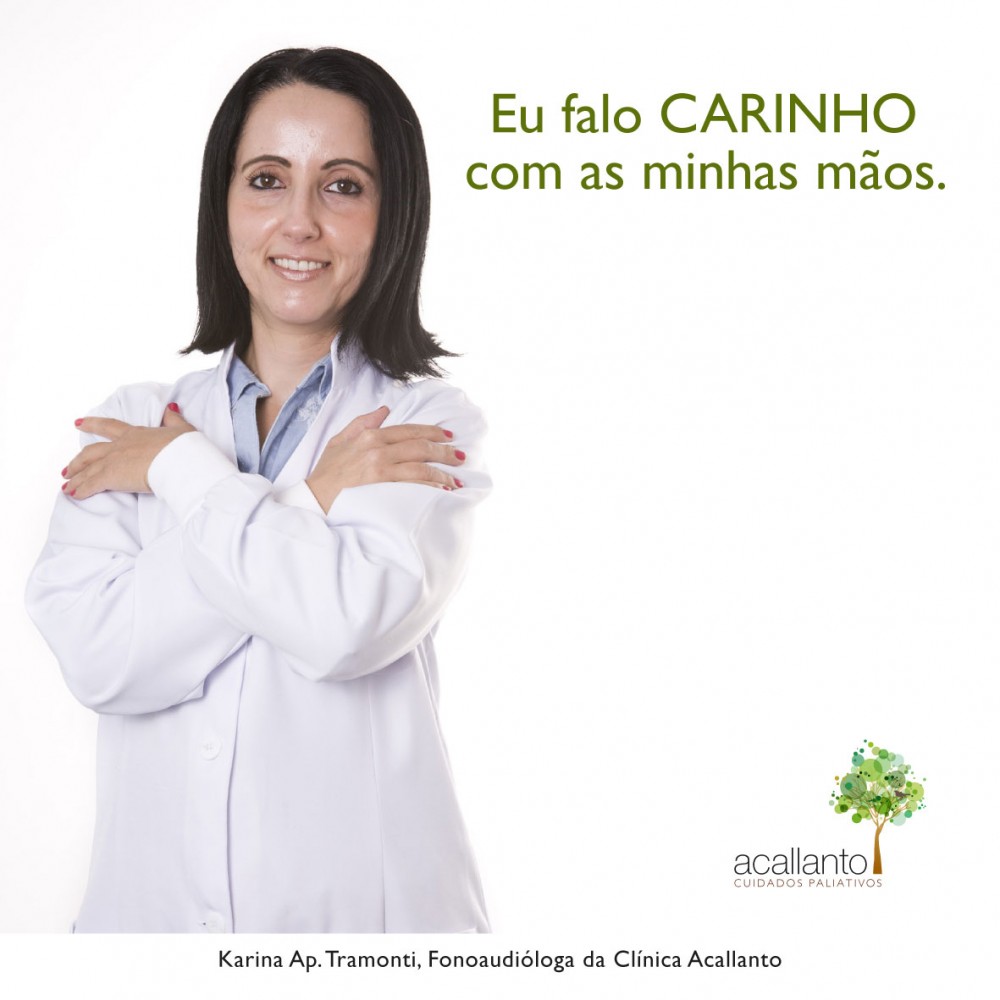 Eu falo CARINHO
com as minhas mãos.
acallanto
CUIDADOS PALIATIVOS
Karina Ap. Tramonti, Fonoaudióloga da Clínica Acallanto